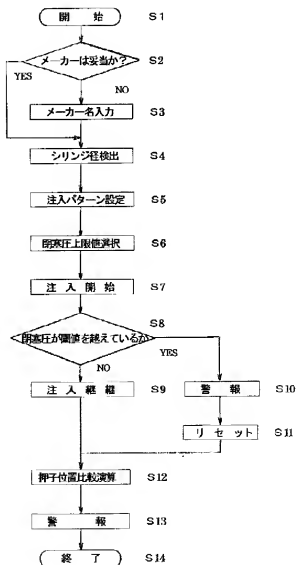 開始 S1
メーカーは妥当か? S2
YES
NO
メーカー名入力 S3
シリンジ径検出 S4
注入パターン設定 S5
閉塞圧上限値選択 S6
注入開始 S7
S8
閉塞圧が閾値を越えているか
YES
NO
注入継続 S9
警報 S10
リセット S11
押子位置比較演算 S12
警報 S13
終了 S14